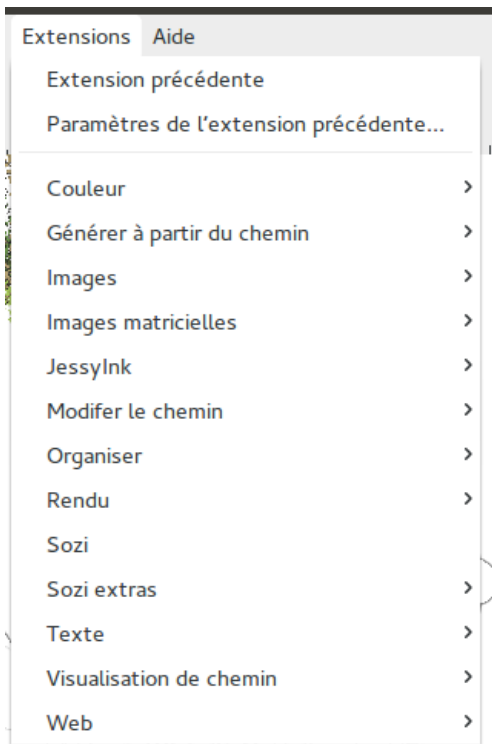 Extensions Aide
Extension précédente
Paramètres de l'extension précédente...
Couleur
Générer à partir du chemin
Images
Images matricielles
JessyInk
Modifer le chemin
Organiser
Rendu
Sozi
Sozi extras
Texte
Visualisation de chemin
Web